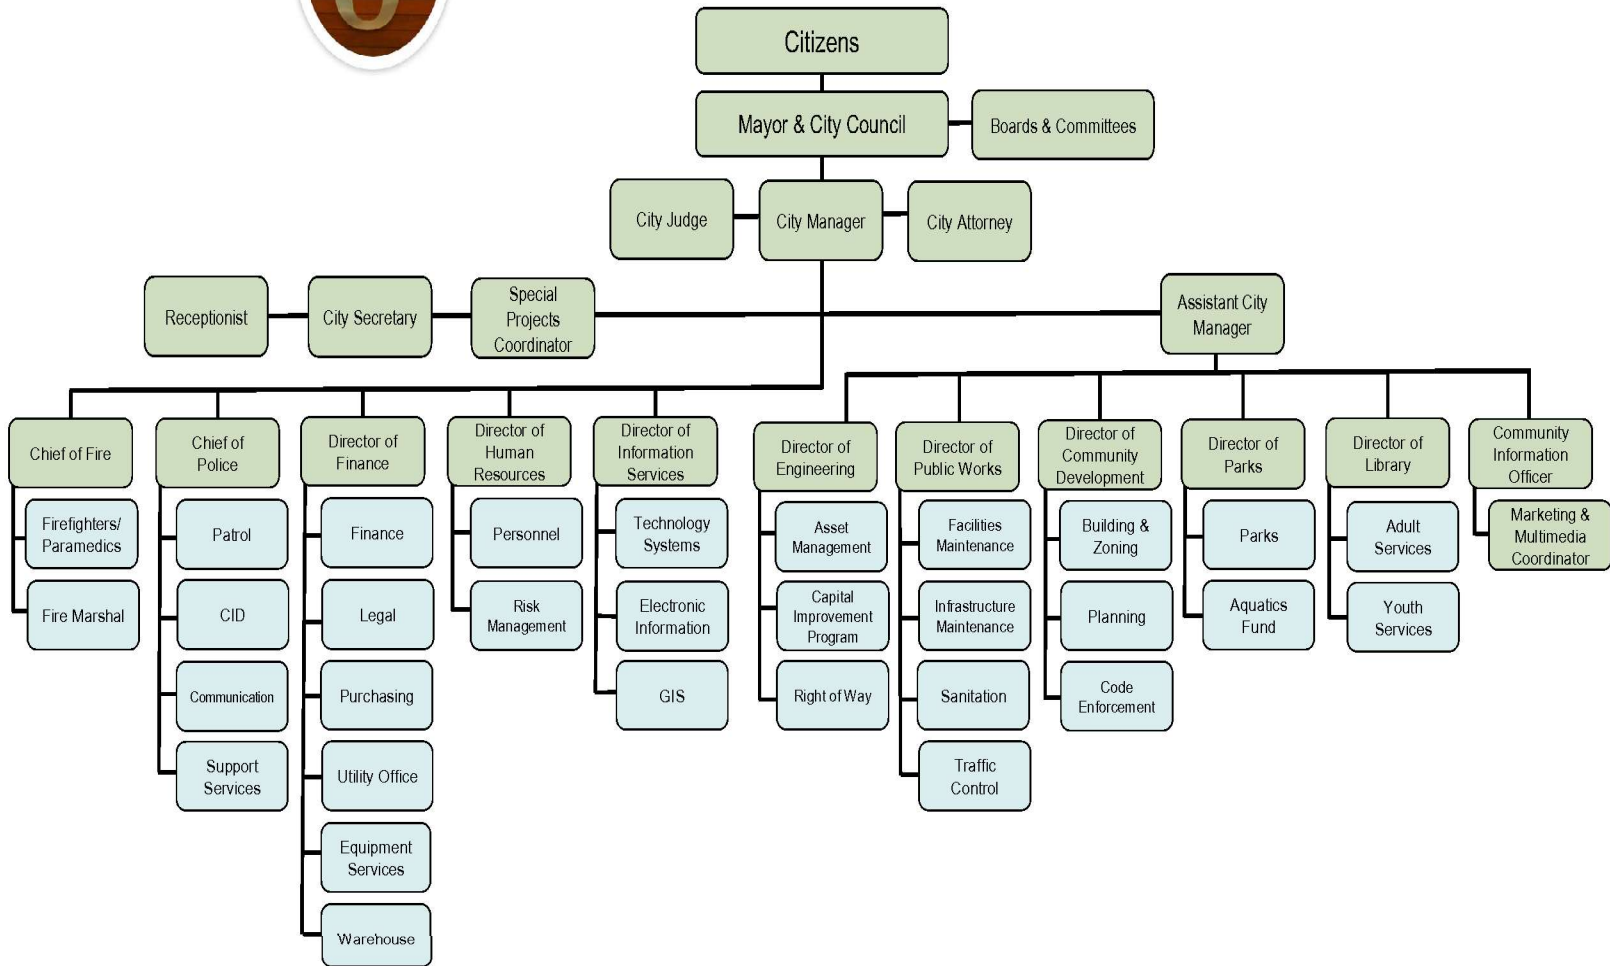 Citizens
Mayor & City Council
Boards & Committees
City Judge
City Manager
City Attorney
Receptionist
City Secretary
Special
Projects
Coordinator
Assistant City
Manager
Chief of Fire
Firefighters/
Paramedics
Fire Marshal
Chief of
Police
Patrol
CID
Communication
Support
Services
Director of
Finance
Finance
Legal
Purchasing
Utility Office
Equipment
Services
Warehouse
Director of
Human
Resources
Personnel
Risk
Management
Director of
Information
Services
Technology
Systems
Electronic
Information
GIS
Director of
Engineering
Asset
Management
Capital
Improvement
Program
Right of Way
Director of
Public Works
Facilities
Maintenance
Infrastructure
Maintenance
Sanitation
Traffic
Control
Director of
Community
Development
Building &
Zoning
Planning
Code
Enforcement
Director of
Parks
Parks
Aquatics
Fund
Director of
Library
Adult
Services
Youth
Services
Community
Information
Officer
Marketing &
Multimedia
Coordinator